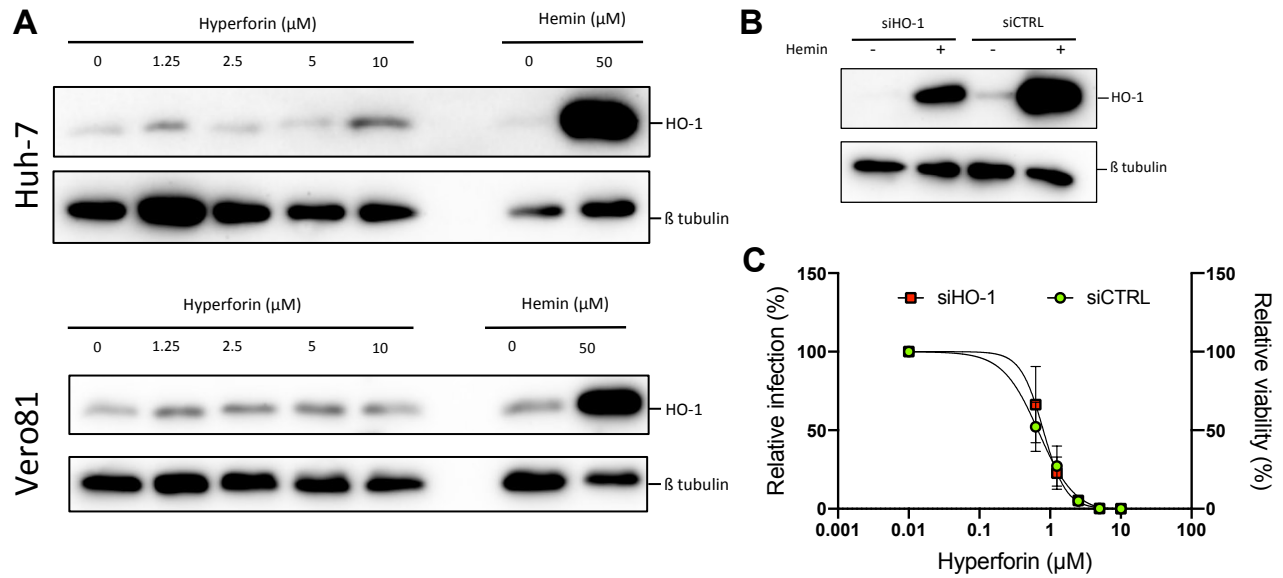 A
Hyperforin (µM)
Hemin (µM)
0 1.25 2.5 5 10 0 50
Huh-7
HO-1
ß tubulin
Hyperforin (µM)
Hemin (µM)
0 1.25 2.5 5 10 0 50
Vero81
HO-1
ß tubulin
B
siHO-1 siCTRL
Hemin - + - +
HO-1
ß tubulin
C
siHO-1 siCTRL
Relative infection (%)
150
100
50
0
Relative viability (%)
150
100
50
0
0.001 0.01 0.1 1 10 100
Hyperforin (µM)